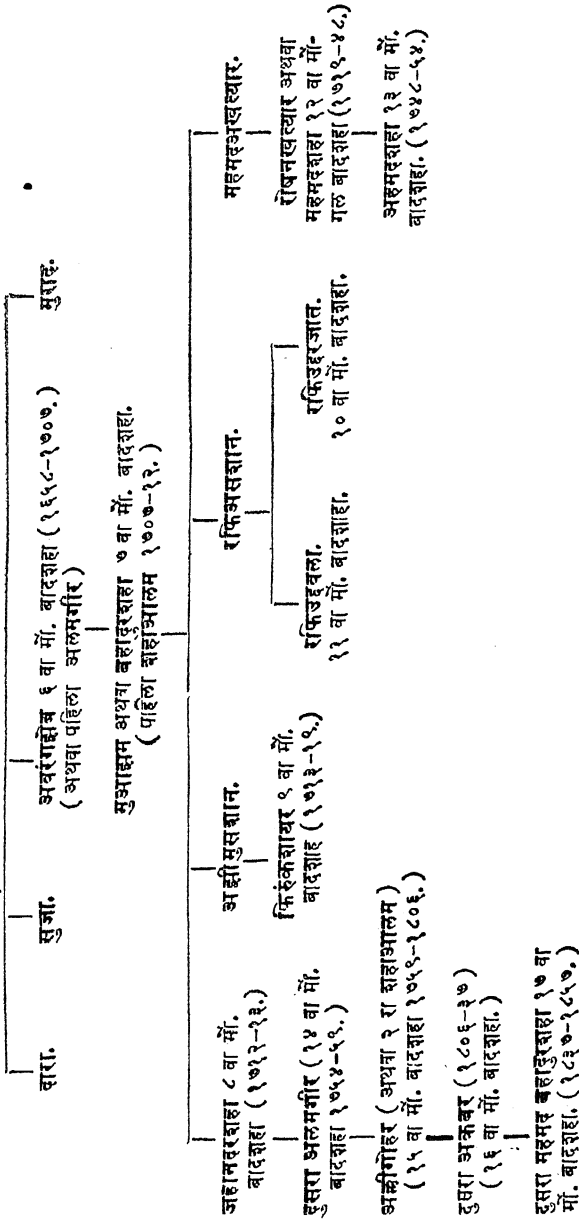 दारा.
सुजा.
अवरंगझेब ६ वा मों. बादशहा (१६५८-१७०७.)
(अथवा पहिला अलमगीर)
मुराद.
मुआझम अथवा बहादुरशहा ७ वा मों. बादशहा.
(पहिला शहाआलम १७०७-१२.)
जहानदरशहा ८ वा मों.
बादशहा (१७१२-१३.)
अझीमुसशान.
रफिअसशान.
महमदअखत्यार.
दुसरा अलमगीर (१४ वा मों.
बादशहा १७५४-५९.
फिरुकशायर ९ वा मों.
बादशाह (१७१३-१९.)
रफिउद्दवला.
११ वा मों. बादशाहा.
रफिउद्दरजात.
१० वा मों. बादशहा.
रोषनखत्यार अथवा
महमदशहा १२ वा मों-
गल बादशहा (१७१९-४८.)
अल्लीगोहर (अथवा २ रा शहाआलम)
(१५ वा मों. बादशहा १७५९-१८०६.)
अहमदशहा १३ वा मों.
बादशहा. (१७४८-५४.)
दुसरा अकबर (१८०६-३७)
(१६ वा मों. बादशहा.)
दुसरा महमद बहादुरशहा १७ वा
मों. बादशहा. (१८३७-१८५७.)